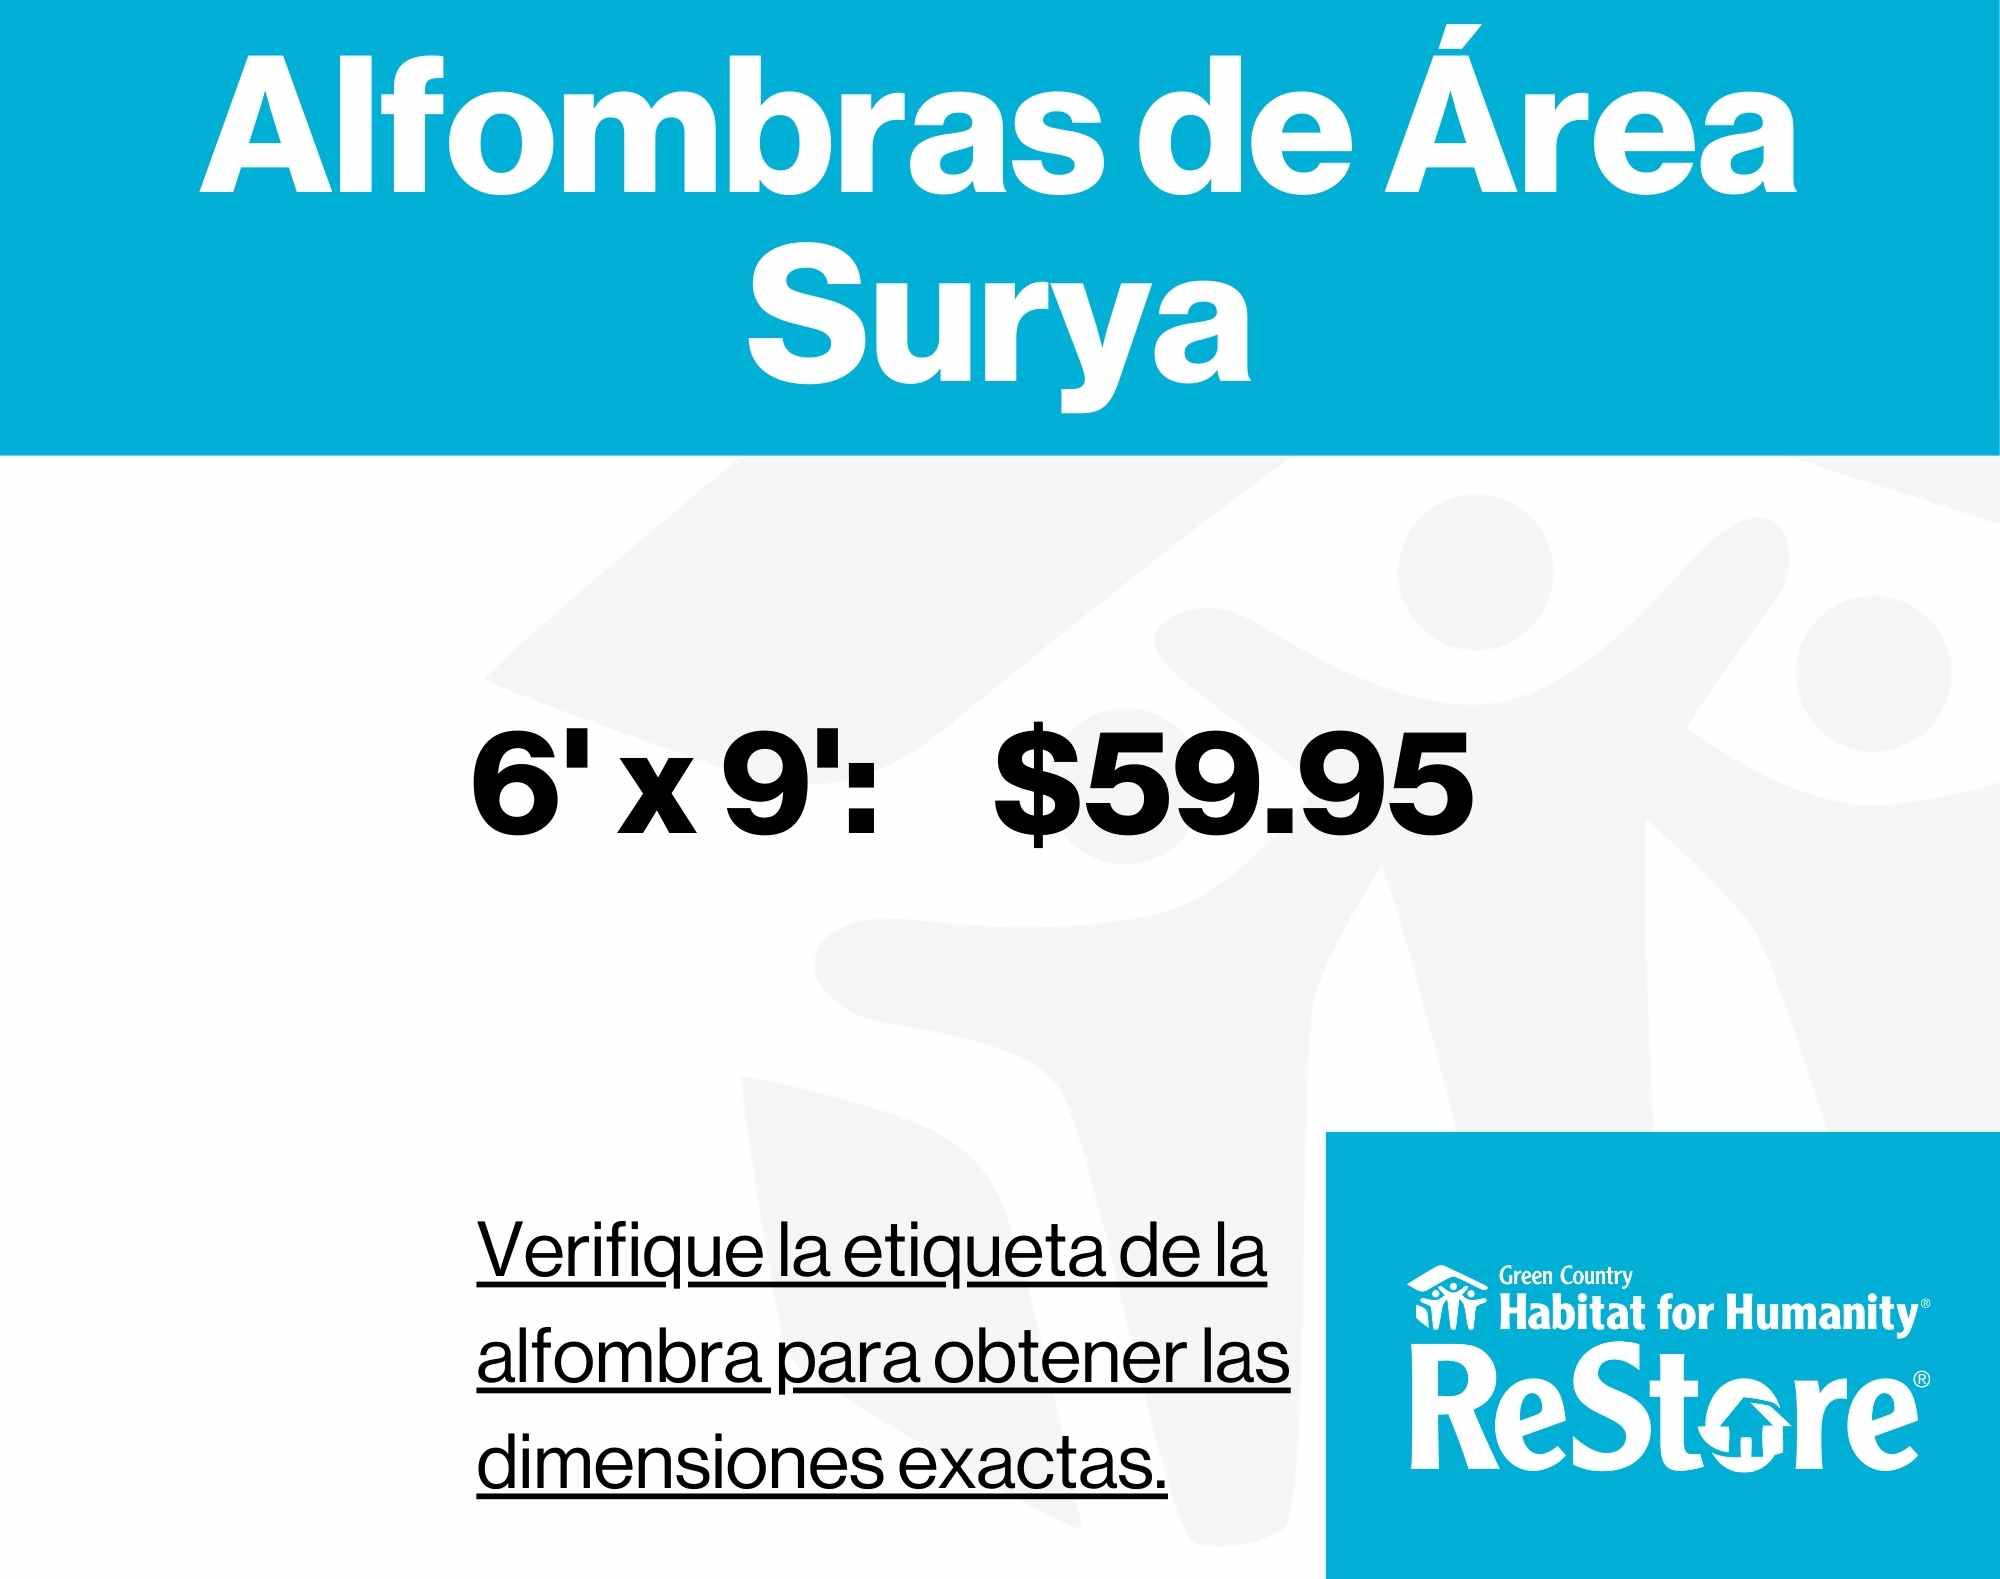 Alfombras de Área
Surya
6' x 9': $59.95
Verifique la etiqueta de la
alfombra para obtener las
dimensiones exactas.
Green Country
Habitat for Humanity®
ReStore®